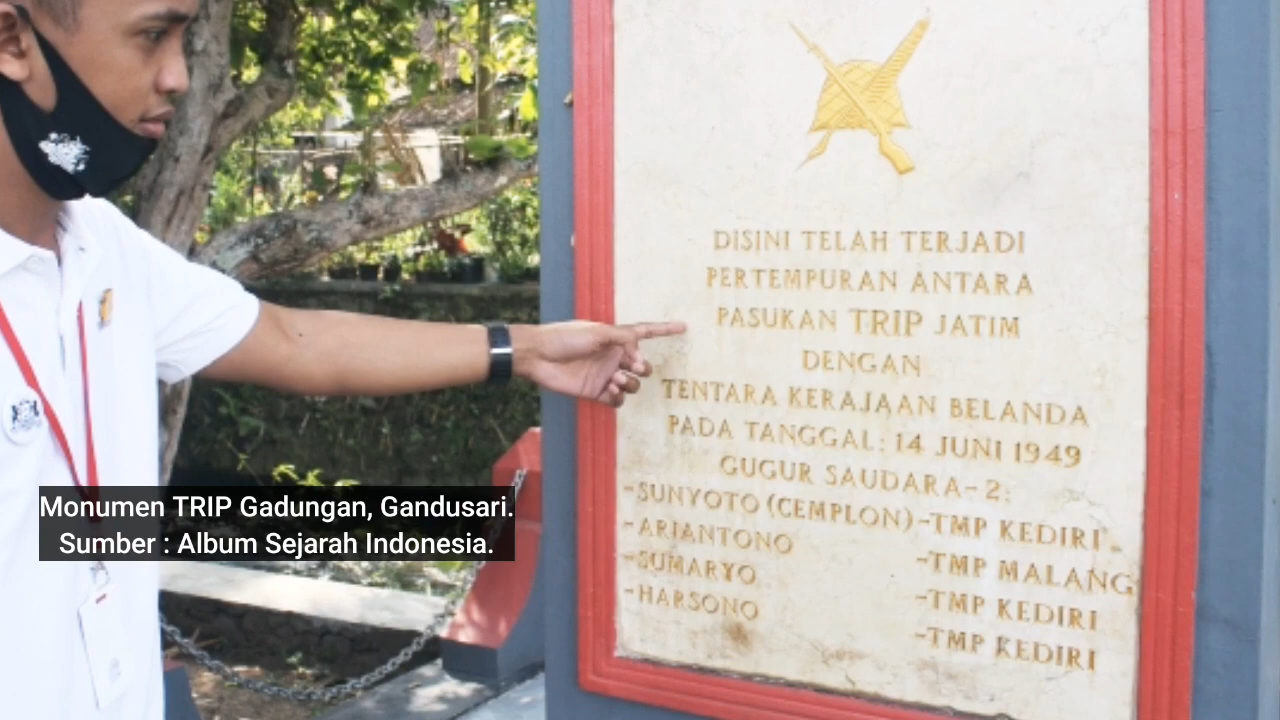 DISINI TELAH TERJADI
PERTEMPURAN ANTARA
PASUKAN TRIP JATIM
DENGAN
TENTARA KERAJAAN BELANDA
PADA TANGGAL: 14 JUNI 1949
GUGUR SAUDARA-2:
-SUNYOTO (CEMPLON) -TMP KEDIRI -
-ARIANTONO -TMP MALANG
-SUMARYO -TMP KEDIRI
-HARSONO -TMP KEDIRI
Monumen TRIP Gadungan, Gandusari.
Sumber : Album Sejarah Indonesia.